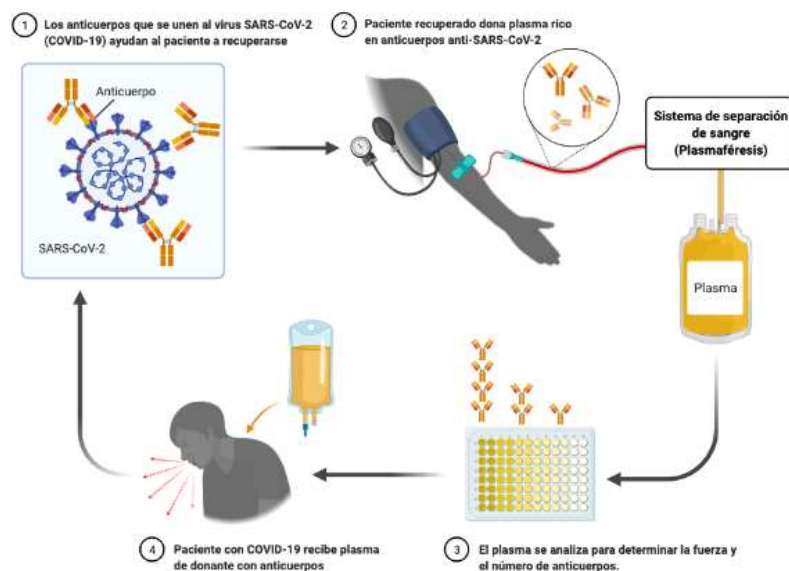 1 Los anticuerpos que se unen al virus SARS-CoV-2
(COVID-19) ayudan al paciente a recuperarse
Anticuerpo
SARS-CoV-2
2 Paciente recuperado dona plasma rico
en anticuerpos anti-SARS-CoV-2
Sistema de separación
de sangre
(Plasmaféresis)
Plasma
4 Paciente con COVID-19 recibe plasma
de donante con anticuerpos
3 El plasma se analiza para determinar la fuerza y
el número de anticuerpos.